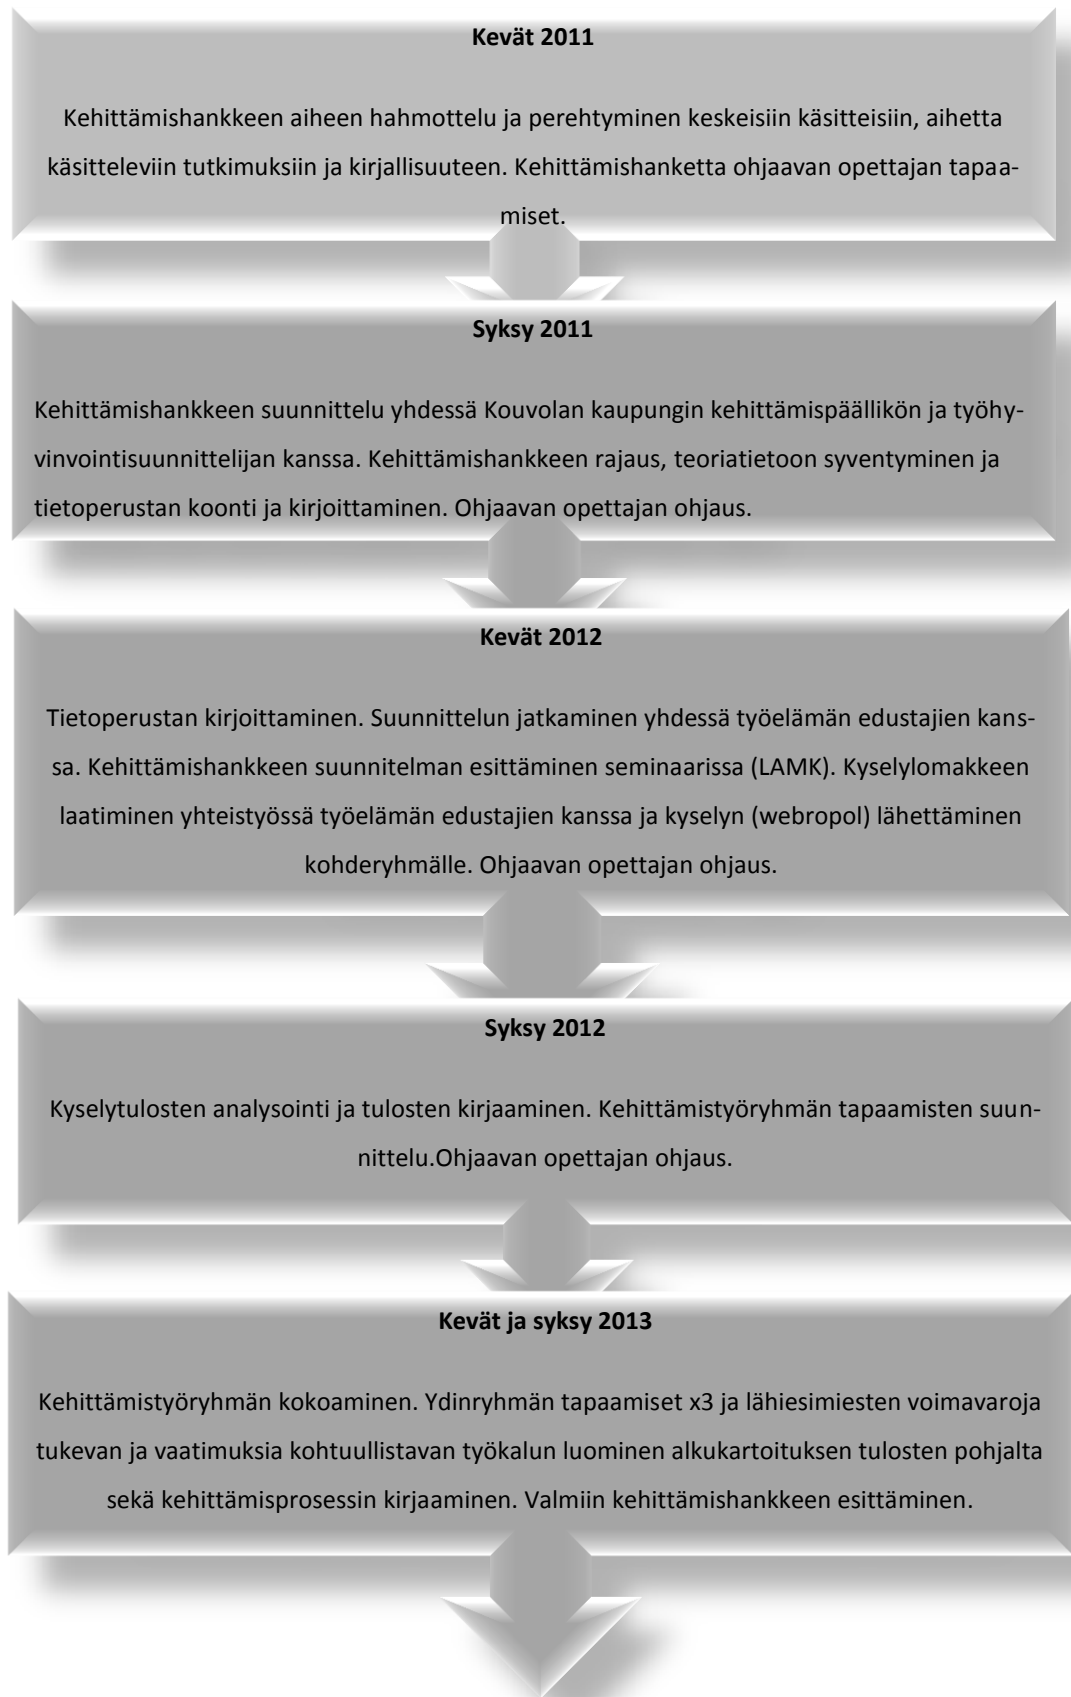 Kevät 2011
Kehittämishankkeen aiheen hahmottelu ja perehtyminen keskeisiin käsitteisiin, aihetta
käsitteleviin tutkimuksiin ja kirjallisuuteen. Kehittämishanketta ohjaavan opettajan tapaa-
miset.
Syksy 2011
Kehittämishankkeen suunnittelu yhdessä Kouvolan kaupungin kehittämispäällikön ja työhy-
vinvointisuunnittelijan kanssa. Kehittämishankkeen rajaus, teoriatietoon syventyminen ja
tietoperustan koonti ja kirjoittaminen. Ohjaavan opettajan ohjaus.
Kevät 2012
Tietoperustan kirjoittaminen. Suunnittelun jatkaminen yhdessä työelämän edustajien kans-
sa. Kehittämishankkeen suunnitelman esittäminen seminaarissa (LAMK). Kyselylomakkeen
laatiminen yhteistyössä työelämän edustajien kanssa ja kyselyn (webropol) lähettäminen
kohderyhmälle. Ohjaavan opettajan ohjaus.
Syksy 2012
Kyselytulosten analysointi ja tulosten kirjaaminen. Kehittämistyöryhmän tapaamisten suun-
nittelu.Ohjaavan opettajan ohjaus.
Kevät ja syksy 2013
Kehittämistyöryhmän kokoaminen. Ydinryhmän tapaamiset x3 ja lähiesimiesten voimavaroja
tukevan ja vaatimuksia kohtuullistavan työkalun luominen alkukartoituksen tulosten pohjalta
sekä kehittämisprosessin kirjaaminen. Valmiin kehittämishankkeen esittäminen.